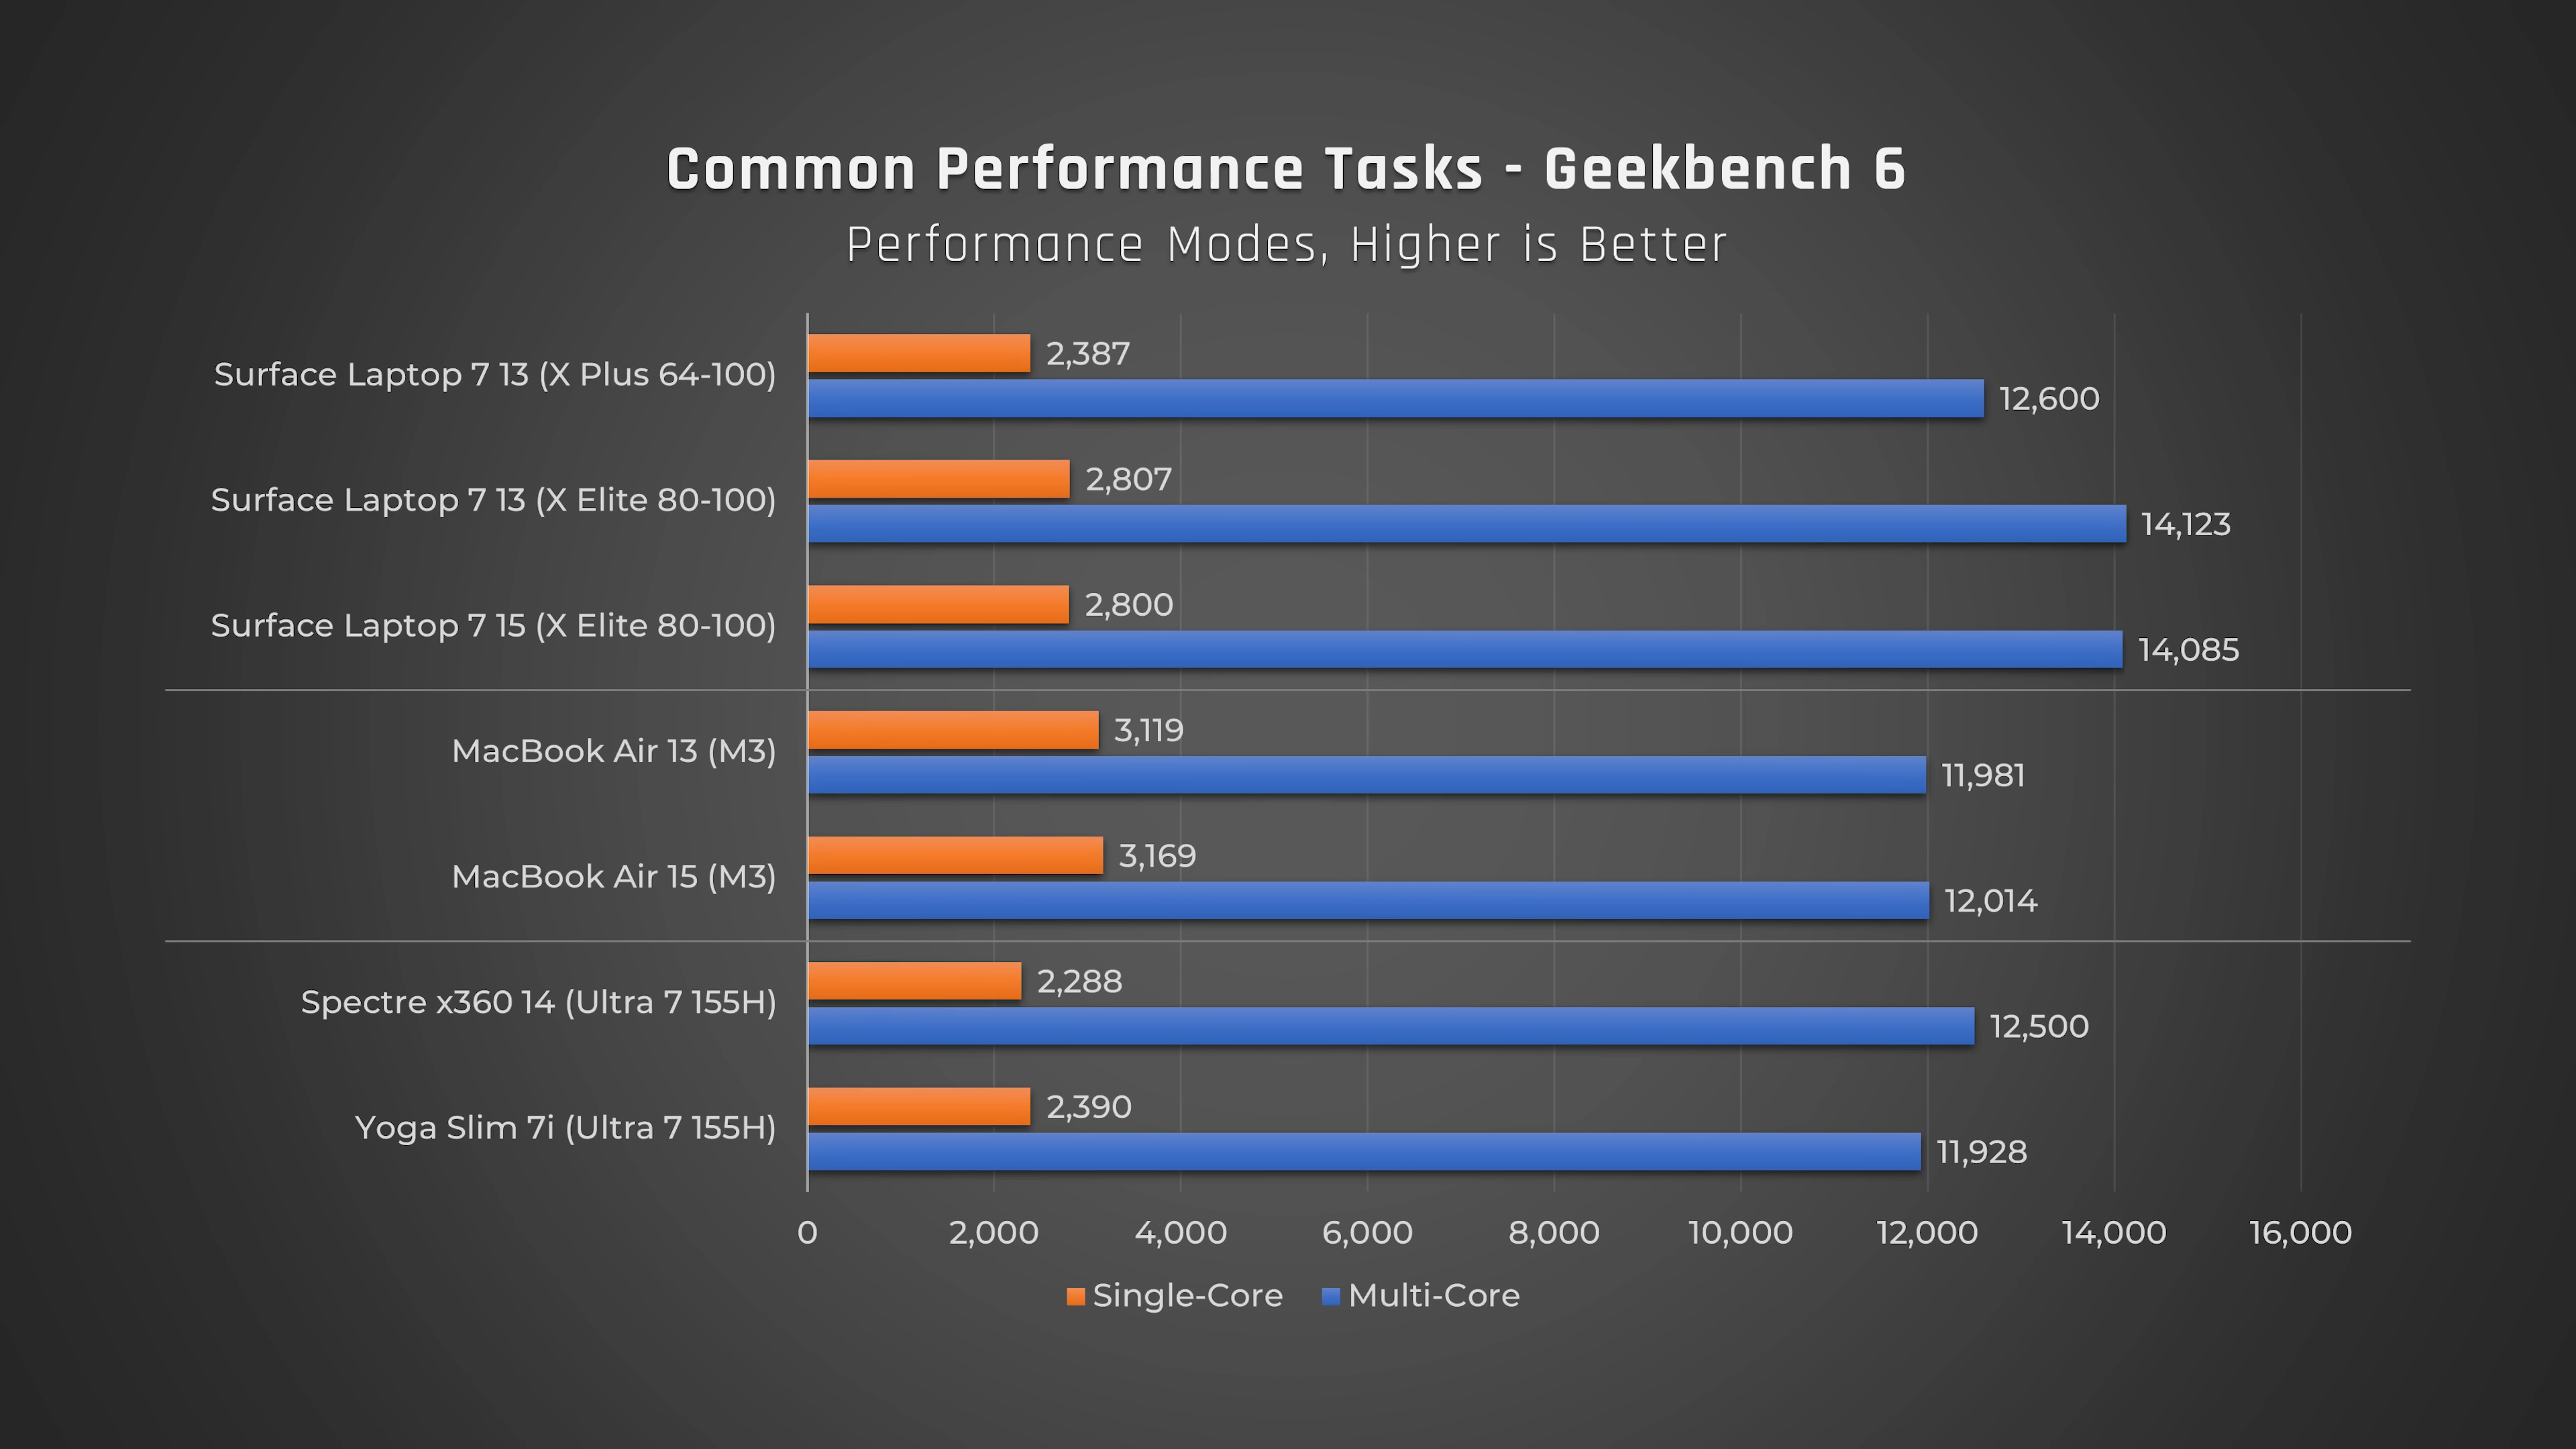 Common Performance Tasks - Geekbench 6
Performance Modes, Higher is Better
Surface Laptop 7 13 (X Plus 64-100)
2,387
12,600
Surface Laptop 7 13 (X Elite 80-100)
2,807
14,123
Surface Laptop 7 15 (X Elite 80-100)
2,800
14,085
MacBook Air 13 (M3)
3,119
11,981
MacBook Air 15 (M3)
3,169
12,014
Spectre x360 14 (Ultra 7 155H)
2,288
12,500
Yoga Slim 7i (Ultra 7 155H)
2,390
11,928
0 2,000 4,000 6,000 8,000 10,000 12,000 14,000 16,000
Single-Core Multi-Core